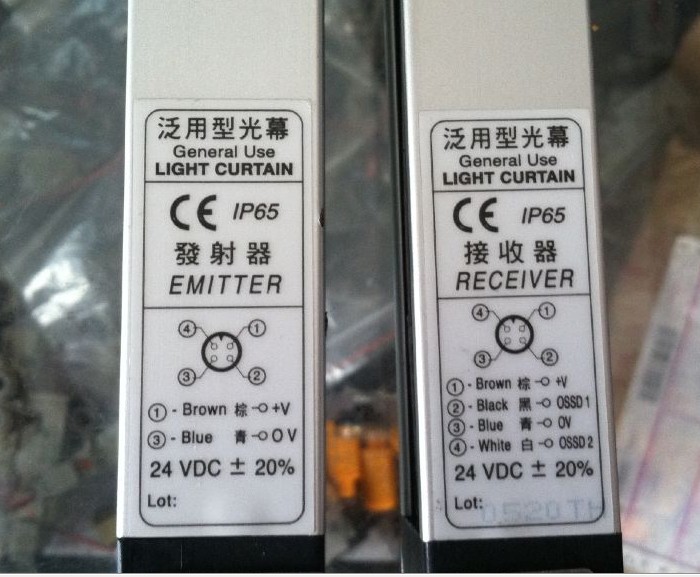 泛用型光幕
General Use
LIGHT CURTAIN
CE IP65
發射器
EMITTER
④ ①
③ ②
① - Brown 棕 -o +V
③ - Blue 青 -o 0 V
24 VDC ± 20%
Lot:
泛用型光幕
General Use
LIGHT CURTAIN
CE IP65
接收器
RECEIVER
④ ①
③ ②
① - Brown 棕 -o +V
② - Black 黑 -o OSSD 1
③ - Blue 青 -o 0V
④ - White 白 -o OSSD 2
24 VDC ± 20%
Lot: 0520TH